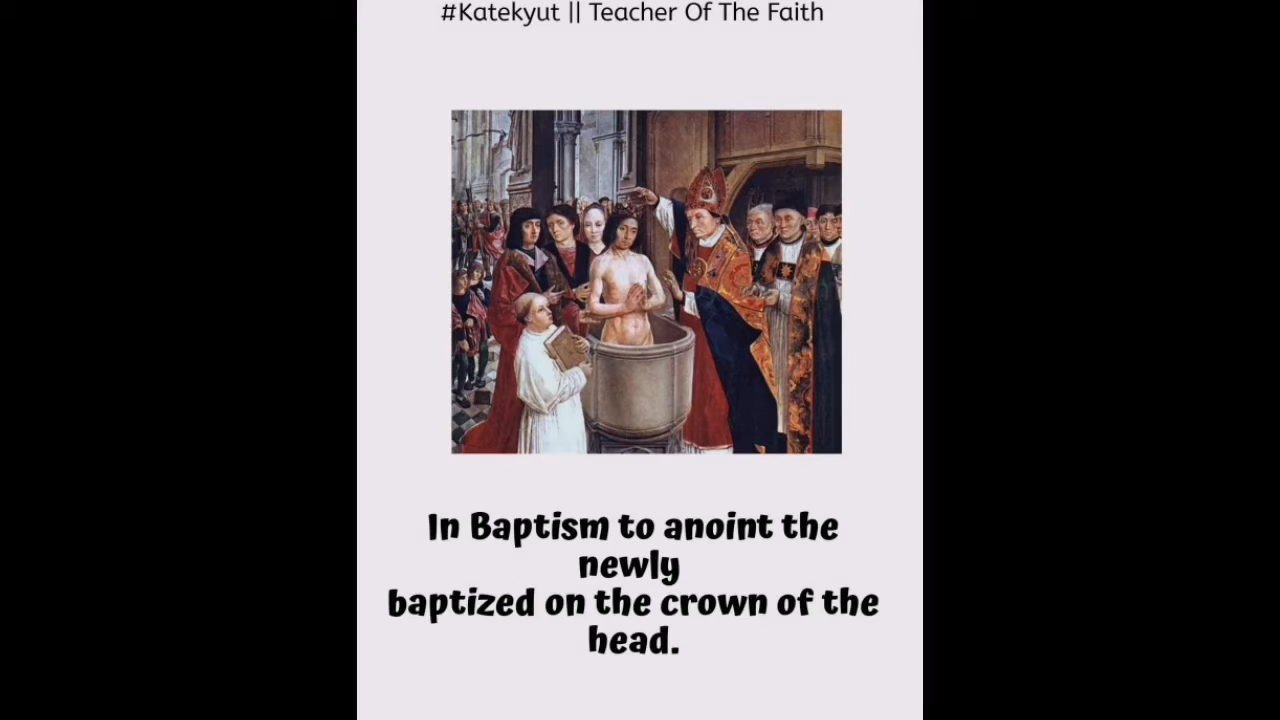 #Katekyut || Teacher Of The Faith
In Baptism to anoint the
newly
baptized on the crown of the
head.